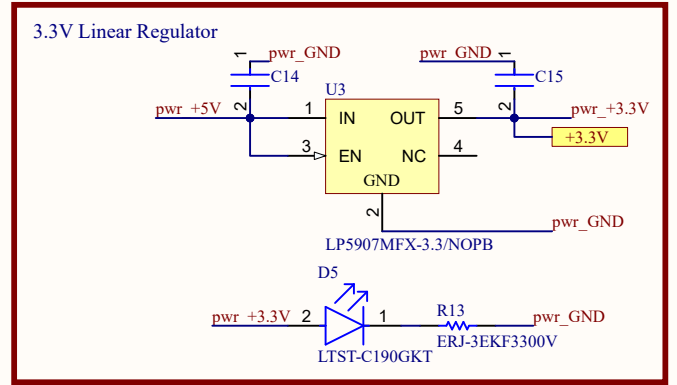 3.3V Linear Regulator
1 pwr_GND
C14
2
pwr_GND 1
C15
2
U3
pwr_+5V 1 IN OUT 5 pwr_+3.3V
+3.3V
3 EN NC 4
GND
2
pwr_GND
LP5907MFX-3.3/NOPB
D5
pwr_+3.3V 2 1 R13 pwr_GND
ERJ-3EKF3300V
LTST-C190GKT